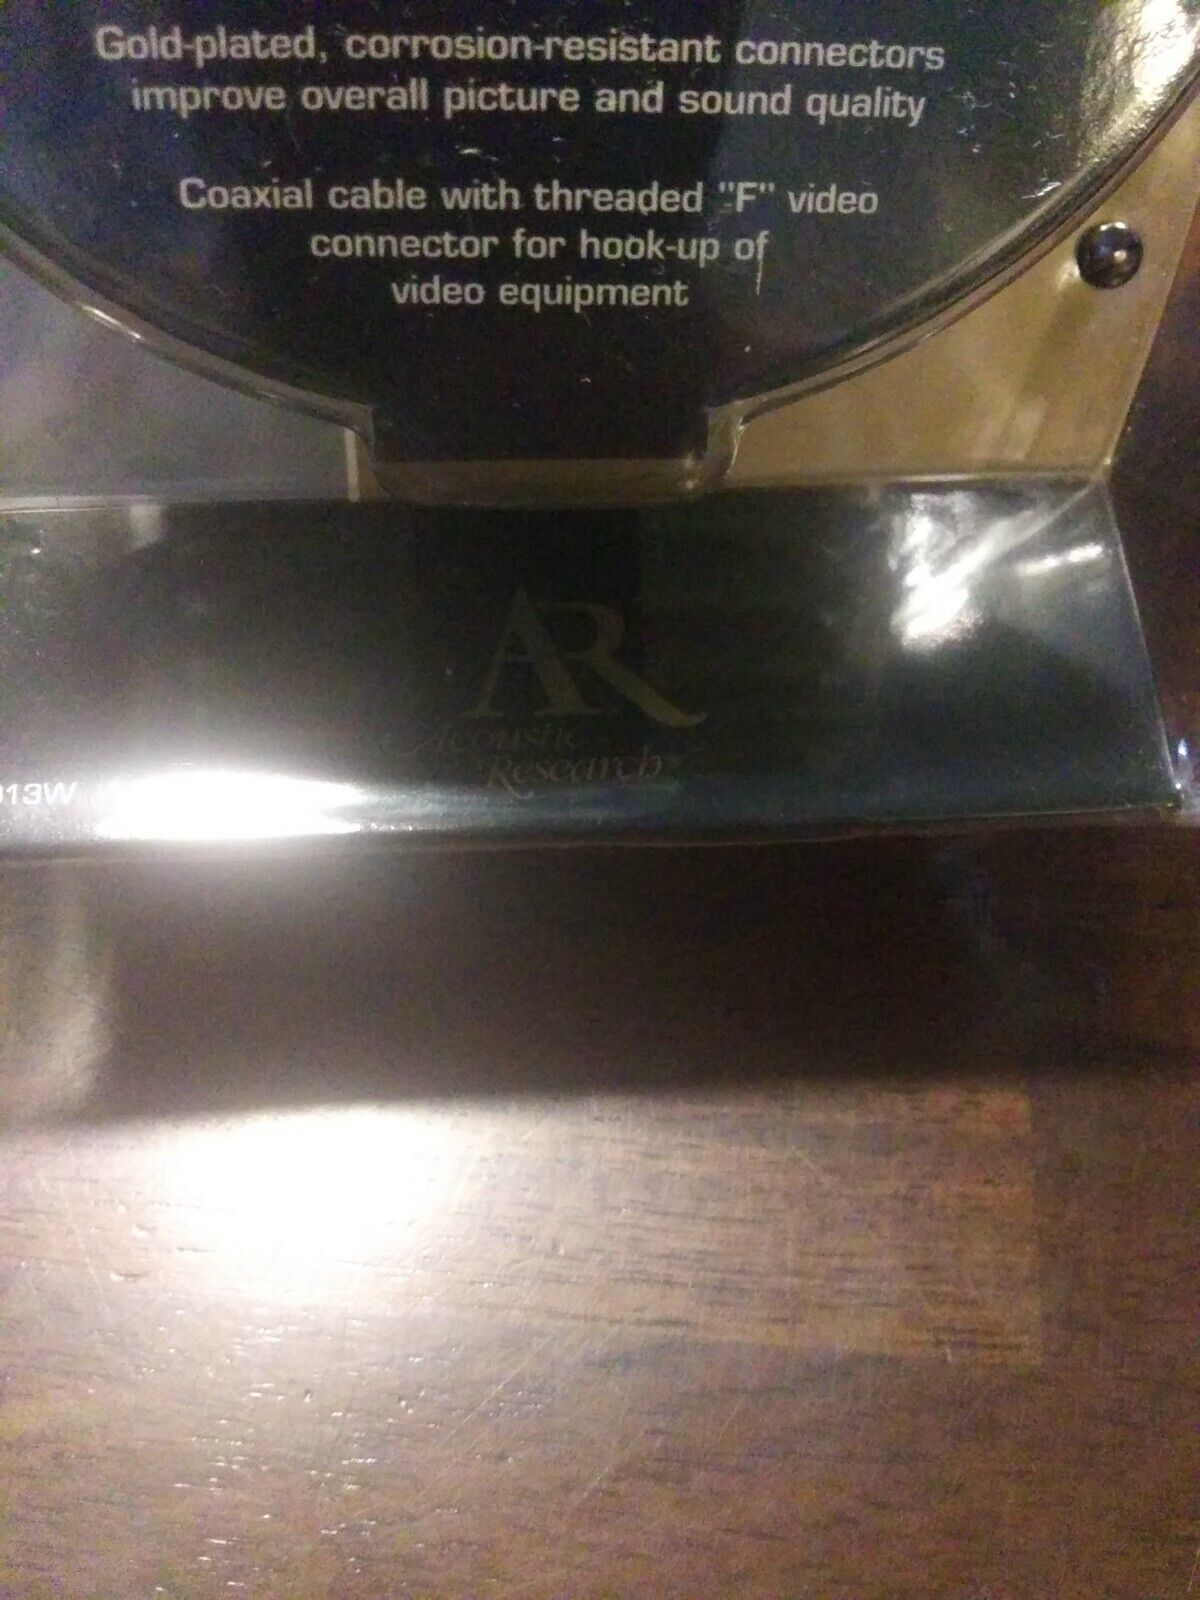 Gold-plated, corrosion-resistant connectors
improve overall picture and sound quality
Coaxial cable with threaded "F" video
connector for hook-up of
video equipment
AR
Acoustic
Research
13W